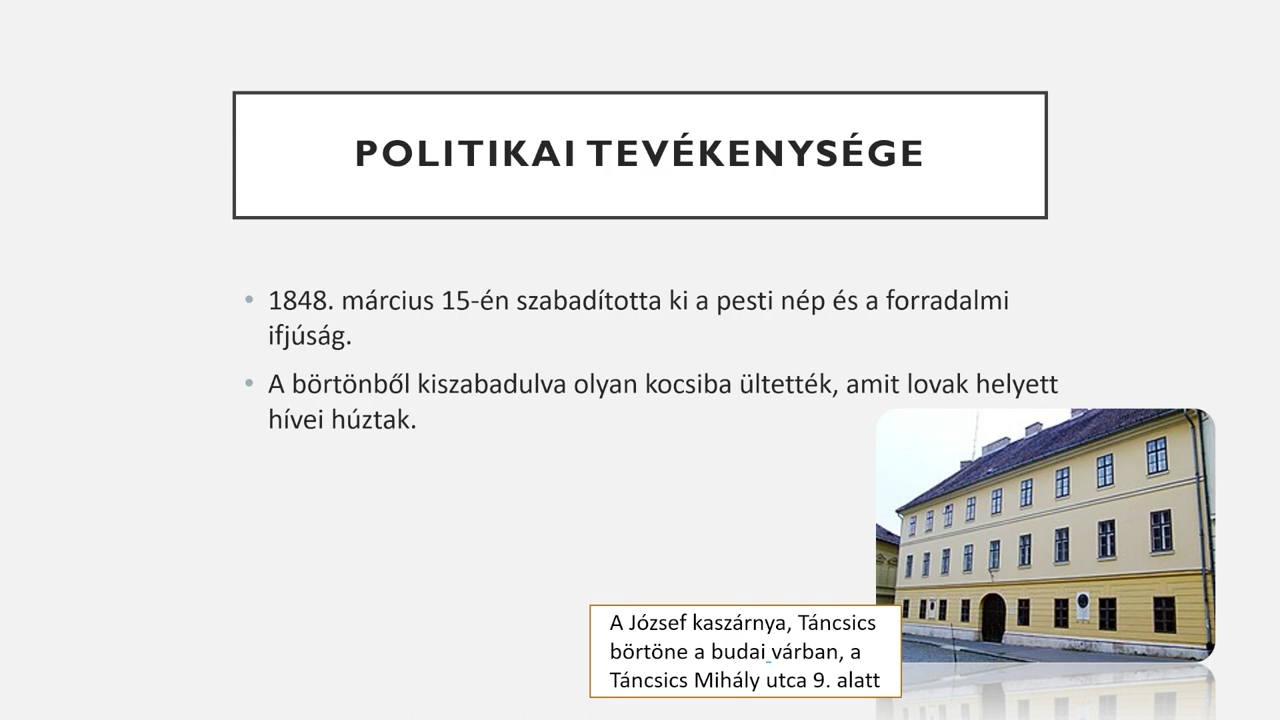 POLITIKAI TEVÉKENYSÉGE
• 1848. március 15-én szabadította ki a pesti nép és a forradalmi
ifjúság.
• A börtönből kiszabadulva olyan kocsiba ültették, amit lovak helyett
hívei húztak.
A József kaszárnya, Táncsics
börtöne a budai várban, a
Táncsics Mihály utca 9. alatt